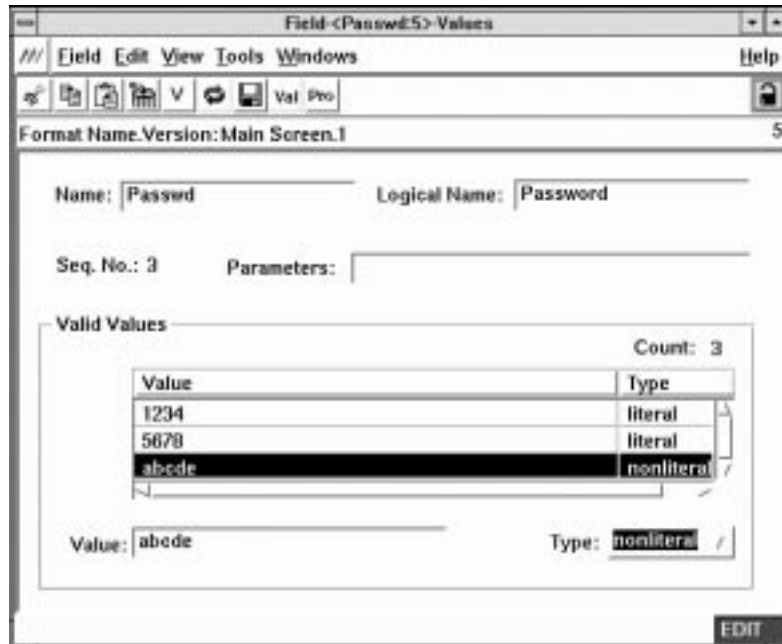 Field <Passwd:5> Values
/// Field Edit View Tools Windows Help
V Val Pro
Format Name.Version: Main Screen.1 5
Name: Passwd Logical Name: Password
Seq. No.: 3 Parameters:
Valid Values
Count: 3
Value Type
1234 literal
5678 literal
abcde nonliteral
Value: abcde Type: nonliteral
EDIT